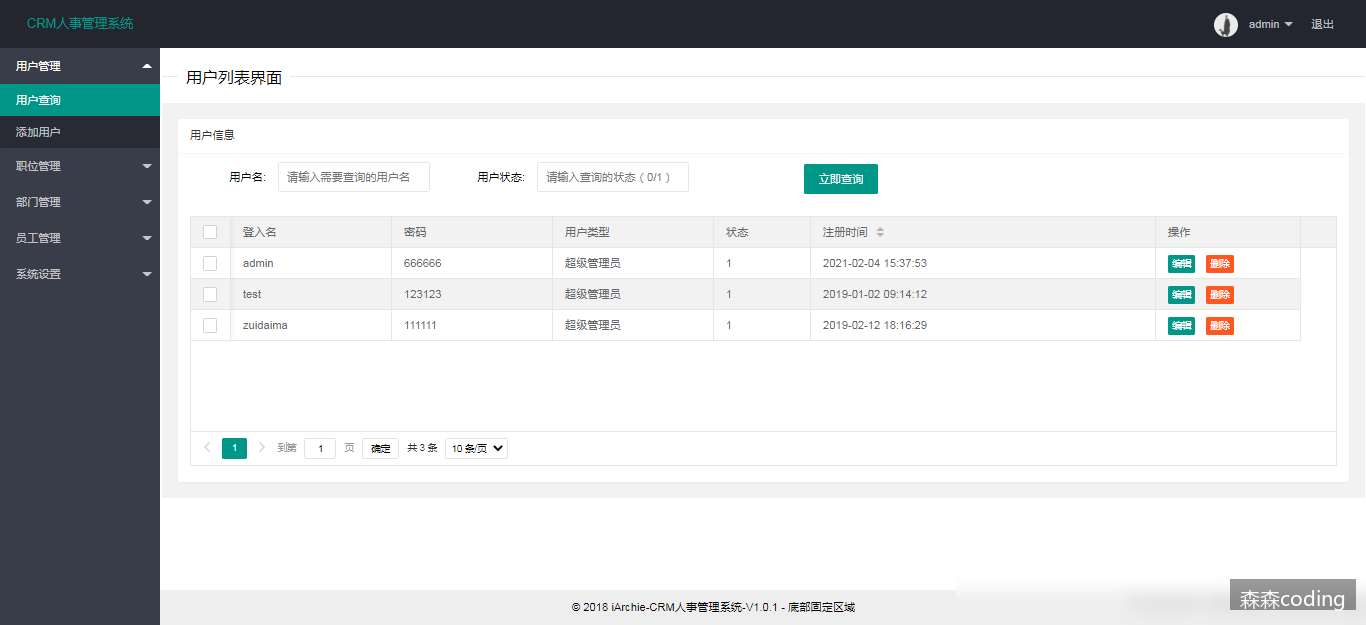 CRM人事管理系统
admin
退出
用户管理
用户查询
添加用户
职位管理
部门管理
员工管理
系统设置
用户列表界面
用户信息
用户名: 请输入需要查询的用户名 用户状态: 请输入查询的状态（0/1） 立即查询
登入名 密码 用户类型 状态 注册时间 操作
admin 666666 超级管理员 1 2021-02-04 15:37:53 编辑 删除
test 123123 超级管理员 1 2019-01-02 09:14:12 编辑 删除
zuidaima 111111 超级管理员 1 2019-02-12 18:16:29 编辑 删除
1 到第 1 页 确定 共 3 条 10 条/页
© 2018 iArchie-CRM人事管理系统-V1.0.1 - 底部固定区域
森森coding